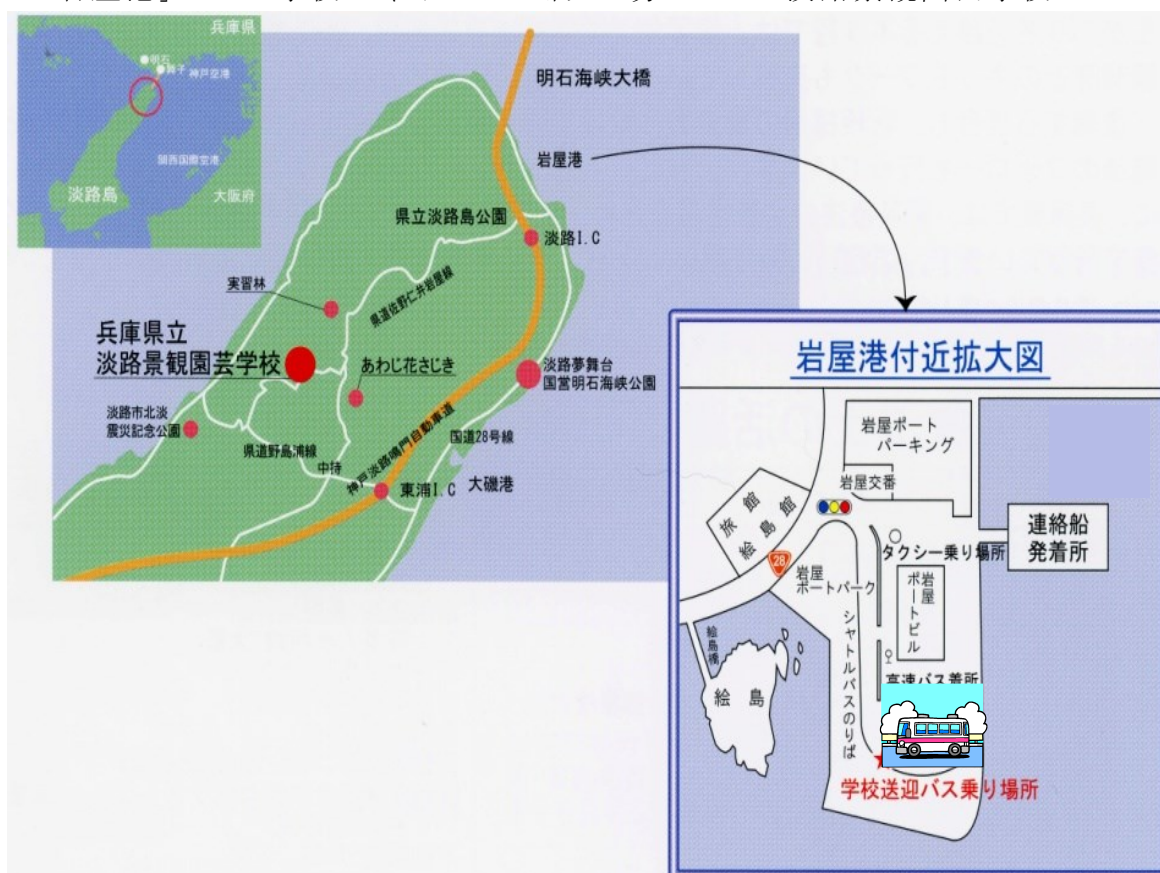 兵庫県
明石
舞子
神戸空港
関西国際空港
淡路島
大阪府
明石海峡大橋
岩屋港
県立淡路島公園
淡路I.C
実習林
県道佐野仁井岩屋線
兵庫県立
淡路景観園芸学校
あわじ花さじき
淡路夢舞台
国営明石海峡公園
淡路市北淡
震災記念公園
県道野島浦線
中持
神戸淡路鳴門自動車道
国道28号線
東浦I.C
大磯港
岩屋港付近拡大図
岩屋ポート
パーキング
岩屋交番
旅館
絵島館
28
連絡船
発着所
タクシー乗り場所
岩屋
ポートパーク
岩屋
ポートビル
シャトルバスのりば
絵島橋
絵島
高速バス着所
学校送迎バス乗り場所